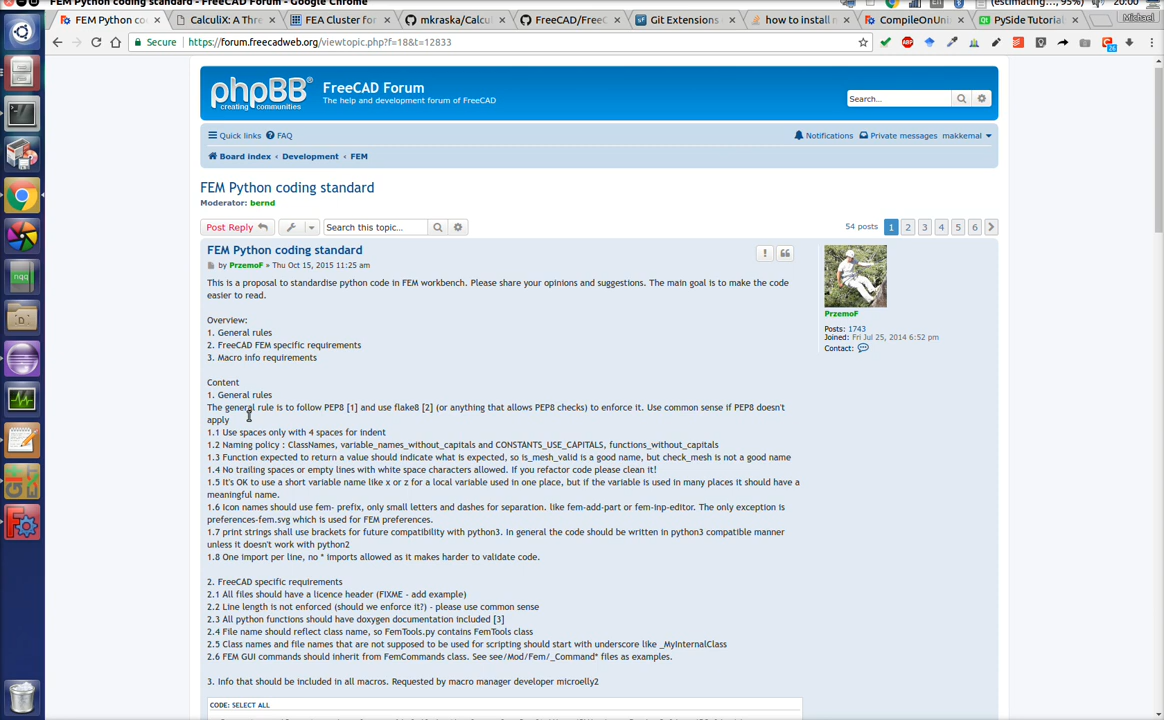 FEM Python coding standard - FreeCAD Forum - Google Chrome
20:00
FEM Python co
CalculiX: A Thre
FEA Cluster for
mkraska/Calcul
FreeCAD/FreeC
Git Extensions
how to install n
CompileOnUni
PySide Tutorial
Michael
Secure
https://forum.freecadweb.org/viewtopic.php?f=18&t=12833
phpBB
creating communities
FreeCAD Forum
The help and development forum of FreeCAD
Search...
Quick links FAQ
Notifications Private messages makkemal
Board index ‹ Development ‹ FEM
FEM Python coding standard
Moderator: bernd
Post Reply
Search this topic...
54 posts 1 2 3 4 5 6
FEM Python coding standard
by PrzemoF » Thu Oct 15, 2015 11:25 am
This is a proposal to standardise python code in FEM workbench. Please share your opinions and suggestions. The main goal is to make the code
easier to read.
Overview:
1. General rules
2. FreeCAD FEM specific requirements
3. Macro info requirements
Content
1. General rules
The general rule is to follow PEP8 [1] and use flake8 [2] (or anything that allows PEP8 checks) to enforce it. Use common sense if PEP8 doesn't
apply
1.1 Use spaces only with 4 spaces for indent
1.2 Naming policy : ClassNames, variable_names_without_capitals and CONSTANTS_USE_CAPITALS, functions_without_capitals
1.3 Function expected to return a value should indicate what is expected, so is_mesh_valid is a good name, but check_mesh is not a good name
1.4 No trailing spaces or empty lines with white space characters allowed. If you refactor code please clean it!
1.5 It's OK to use a short variable name like x or z for a local variable used in one place, but if the variable is used in many places it should have a
meaningful name.
1.6 Icon names should use fem- prefix, only small letters and dashes for separation. like fem-add-part or fem-inp-editor. The only exception is
preferences-fem.svg which is used for FEM preferences.
1.7 print strings shall use brackets for future compatibility with python3. In general the code should be written in python3 compatible manner
unless it doesn't work with python2
1.8 One import per line, no * imports allowed as it makes harder to validate code.
2. FreeCAD specific requirements
2.1 All files should have a licence header (FIXME - add example)
2.2 Line length is not enforced (should we enforce it?) - please use common sense
2.3 All python functions should have doxygen documentation included [3]
2.4 File name should reflect class name, so FemTools.py contains FemTools class
2.5 Class names and file names that are not supposed to be used for scripting should start with underscore like _MyInternalClass
2.6 FEM GUI commands should inherit from FemCommands class. See see/Mod/Fem/_Command* files as examples.
3. Info that should be included in all macros. Requested by macro manager developer microelly2
CODE: SELECT ALL
PrzemoF
Posts: 1743
Joined: Fri Jul 25, 2014 6:52 pm
Contact:
nqq